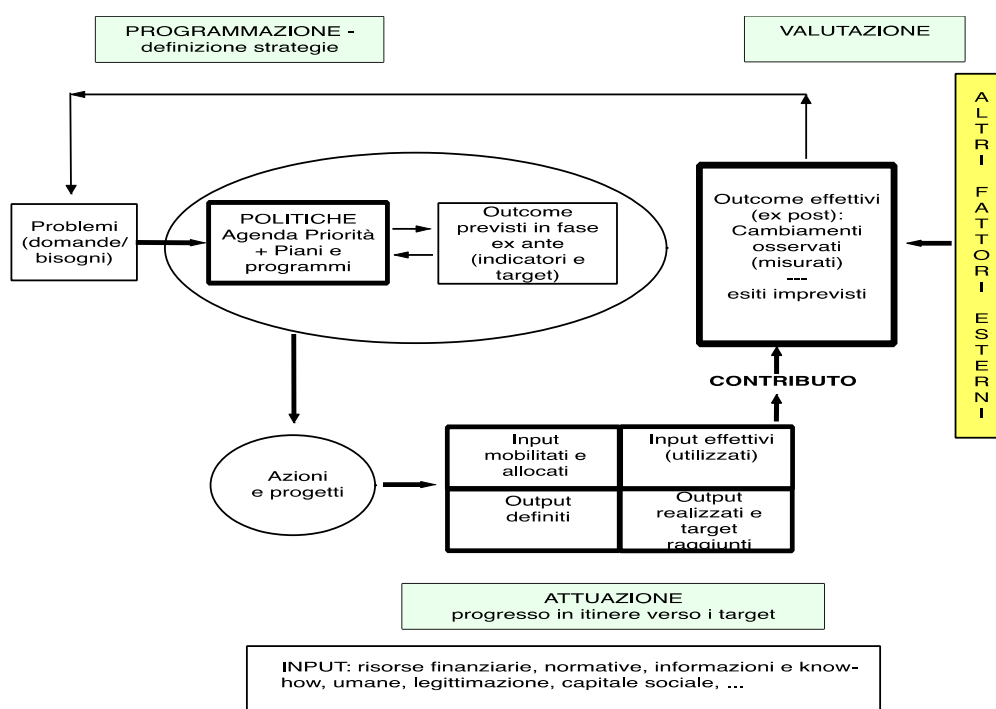 PROGRAMMAZIONE -
definizione strategie
VALUTAZIONE
ALTRI FATTORI ESTERNI
Problemi
(domande/
bisogni)
POLITICHE
Agenda Priorità
+ Piani e
programmi
Outcome
previsti in fase
ex ante
(indicatori e
target)
Outcome effettivi
(ex post):
Cambiamenti
osservati
(misurati)
---
esiti imprevisti
CONTRIBUTO
Azioni
e progetti
Input
mobilitati e
allocati
Input effettivi
(utilizzati)
Output
definiti
Output
realizzati e
target
raggiunti
ATTUAZIONE
progresso in itinere verso i target
INPUT: risorse finanziarie, normative, informazioni e know-
how, umane, legittimazione, capitale sociale, ...